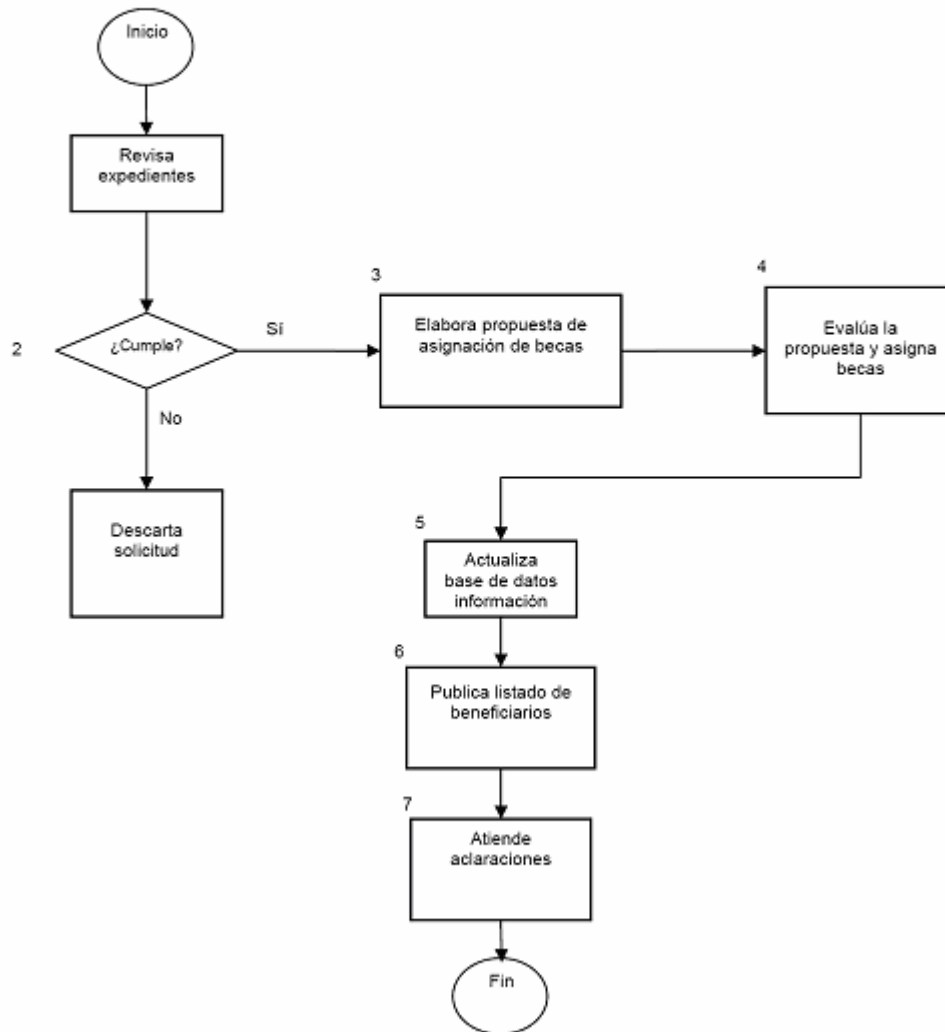 Inicio
Revisa
expedientes
2
¿Cumple?
Sí
No
Descarta
solicitud
3
Elabora propuesta de
asignación de becas
4
Evalúa la
propuesta y asigna
becas
5
Actualiza
base de datos
información
6
Publica listado de
beneficiarios
7
Atiende
aclaraciones
Fin